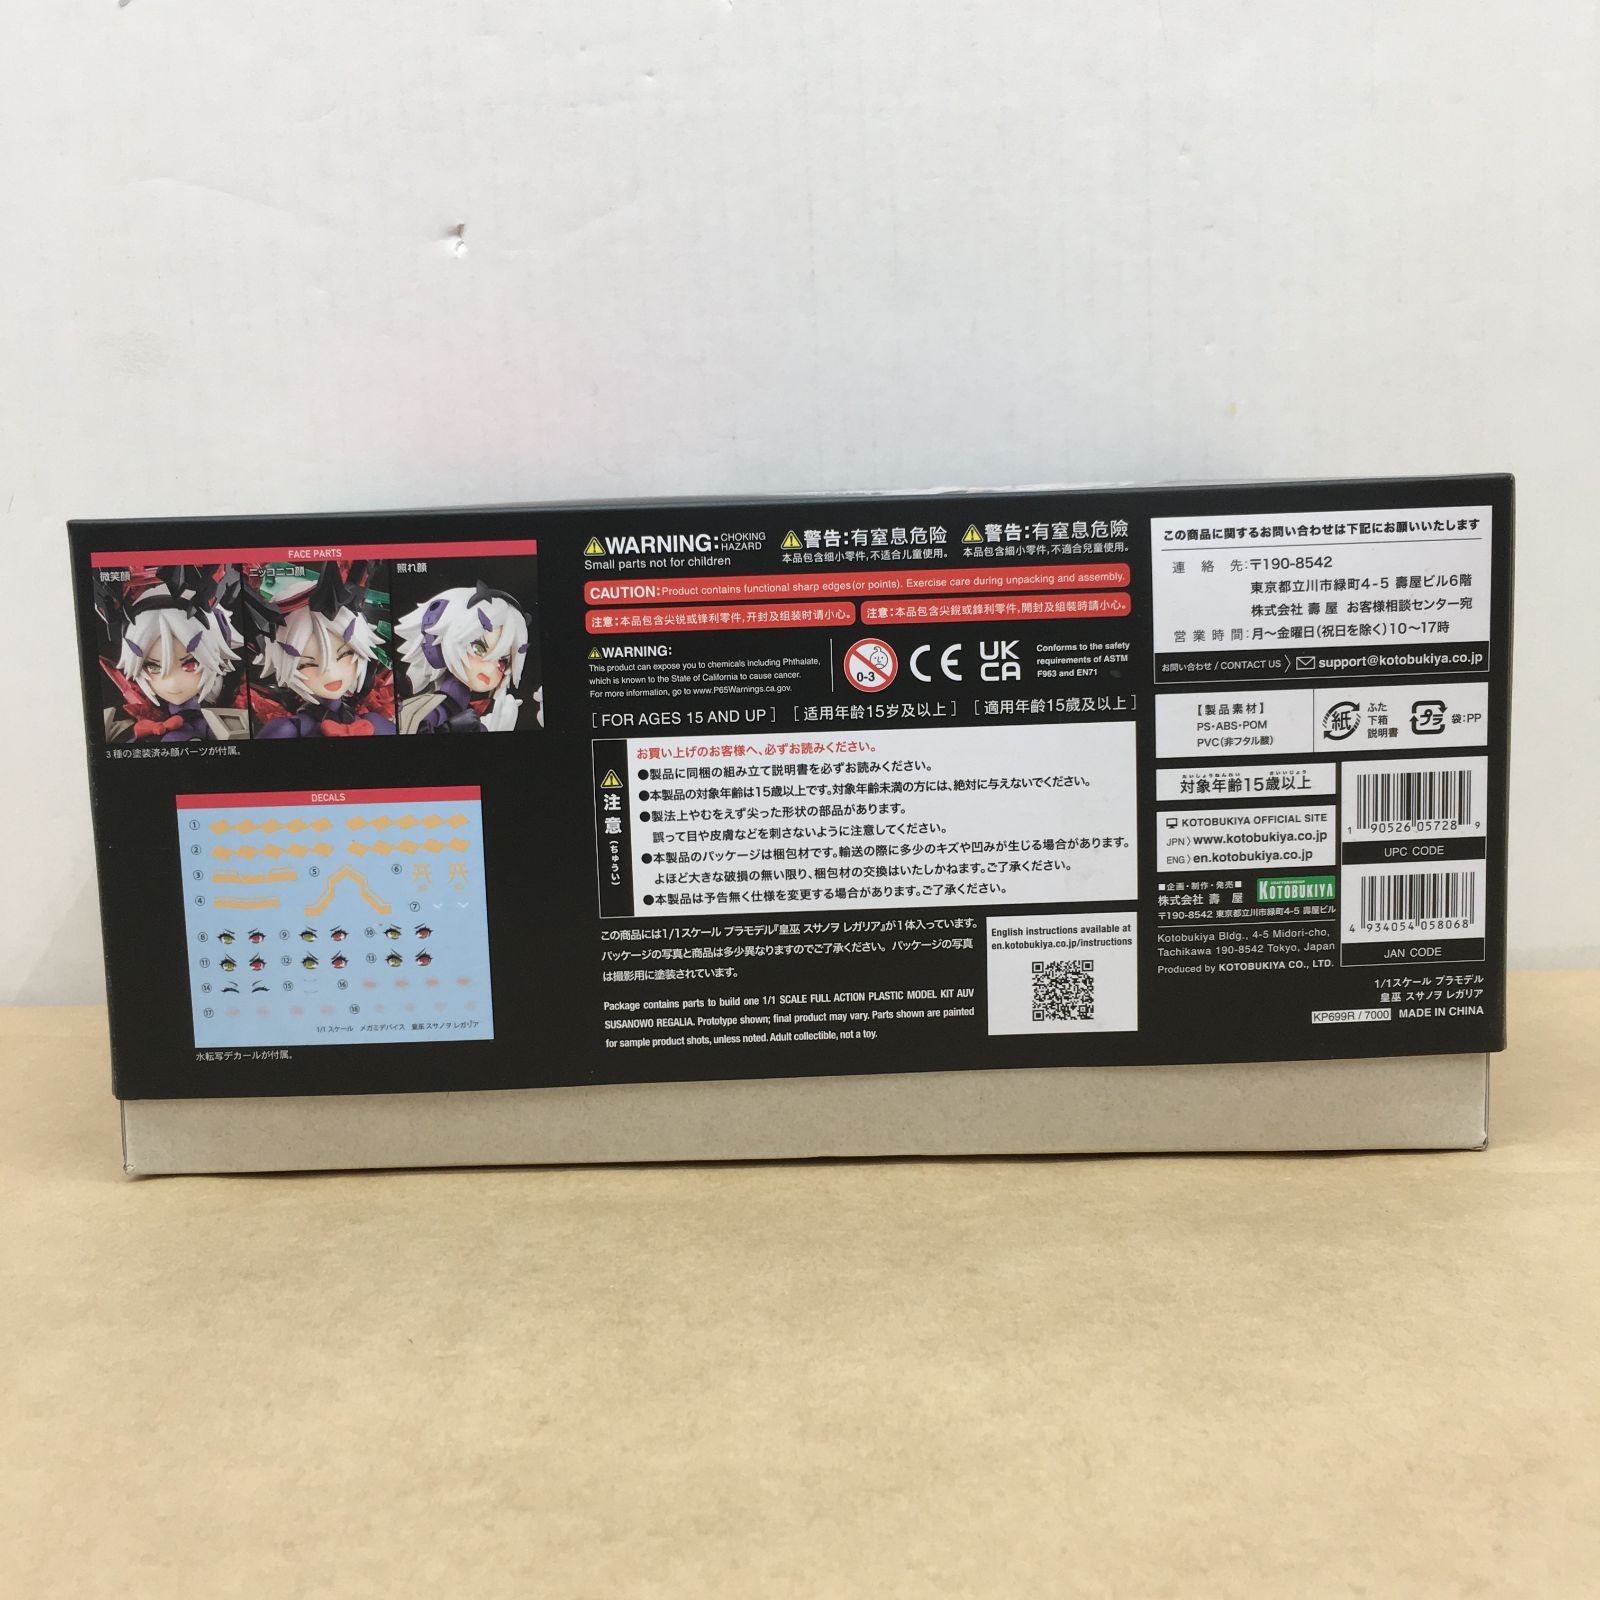 FACE PARTS
微笑顔
ニッコニコ顔
照れ顔
3種の塗装済み顔パーツが付属。
DECALS
①
②
③
④
⑤
⑥
⑦
⑧
⑨
⑩
⑪
⑫
⑬
⑭
⑮
⑯
⑰
⑱
1/1スケール メガミデバイス 皇巫 スサノヲ レガリア
水転写デカールが付属。
WARNING: CHOKING HAZARD
Small parts not for children
警告:有窒息危险
本品包含细小零件,不适合儿童使用。
警告:有窒息危險
本品包含細小零件,不適合兒童使用。
CAUTION:Product contains functional sharp edges(or points). Exercise care during unpacking and assembly.
注意:本品包含尖锐或锋利零件,开封及组装时请小心。
注意:本品包含尖銳或鋒利零件,開封及組裝時請小心。
WARNING:
This product can expose you to chemicals including Phthalate,
which is known to the State of California to cause cancer.
For more information, go to www.P65Warnings.ca.gov.
0-3
CE
UK
CA
Conforms to the safety
requirements of ASTM
F963 and EN71
[FOR AGES 15 AND UP] [适用年龄15岁及以上] [適用年齡15歲及以上]
注意(ちゅうい)
お買い上げのお客様へ、必ずお読みください。
●製品に同梱の組み立て説明書を必ずお読みください。
●本製品の対象年齢は15歳以上です。対象年齢未満の方には、絶対に与えないでください。
●製法上やむをえず尖った形状の部品があります。
誤って目や皮膚などを刺さないように注意してください。
●本製品のパッケージは梱包材です。輸送の際に多少のキズや凹みが生じる場合があります。
よほど大きな破損の無い限り、梱包材の交換はいたしかねます。ご了承ください。
●本製品は予告無く仕様を変更する場合があります。ご了承ください。
この商品には1/1スケール プラモデル『皇巫 スサノヲ レガリア』が1体入っています。
パッケージの写真と商品は多少異なりますのでご了承ください。パッケージの写真
は撮影用に塗装されています。
Package contains parts to build one 1/1 SCALE FULL ACTION PLASTIC MODEL KIT AUV
SUSANOWO REGALIA. Prototype shown; final product may vary. Parts shown are painted
for sample product shots, unless noted. Adult collectible, not a toy.
English instructions available at
en.kotobukiya.co.jp/instructions
この商品に関するお問い合わせは下記にお願いいたします
連絡先:〒190-8542
東京都立川市緑町4-5 壽屋ビル6階
株式会社 壽屋 お客様相談センター宛
営業時間:月〜金曜日(祝日を除く)10〜17時
お問い合わせ / CONTACT US support@kotobukiya.co.jp
【製品素材】
PS・ABS・POM
PVC(非フタル酸)
紙
ふた
下箱
説明書
プラ
袋:PP
たいしょうねんれい さいいじょう
対象年齢15歳以上
KOTOBUKIYA OFFICIAL SITE
JPN〉www.kotobukiya.co.jp
ENG〉en.kotobukiya.co.jp
■企画・制作・発売■
株式会社 壽屋
KOTOBUKIYA
〒190-8542 東京都立川市緑町4-5 壽屋ビル
Kotobukiya Bldg., 4-5 Midori-cho,
Tachikawa 190-8542 Tokyo, Japan
Produced by KOTOBUKIYA CO., LTD.
1 90526 05728 9
UPC CODE
4 934054 058068
JAN CODE
1/1スケール プラモデル
皇巫 スサノヲ レガリア
KP699R / 7000 MADE IN CHINA